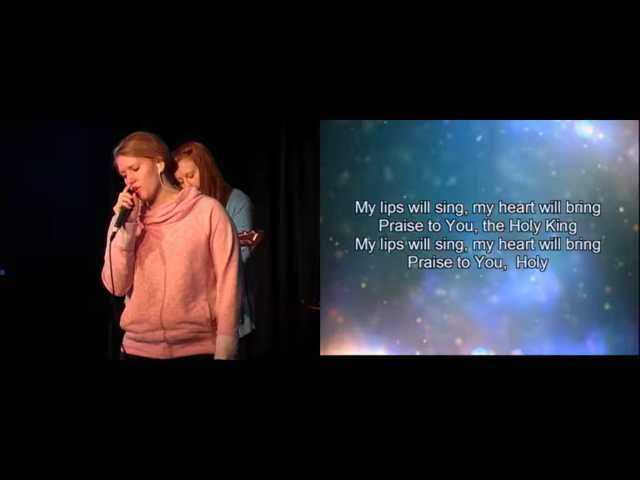 My lips will sing, my heart will bring
Praise to You, the Holy King
My lips will sing, my heart will bring
Praise to You,  Holy